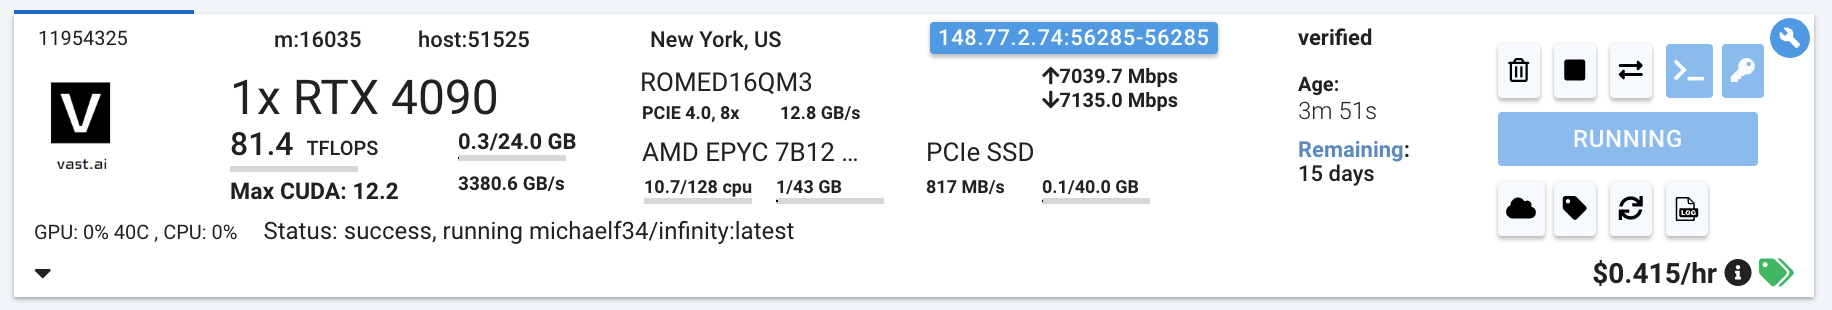 11954325
m:16035
host:51525
New York, US
148.77.2.74:56285-56285
verified
V
vast.ai
1x RTX 4090
81.4 TFLOPS
Max CUDA: 12.2
0.3/24.0 GB
3380.6 GB/s
ROMED16QM3
PCIE 4.0, 8x 12.8 GB/s
AMD EPYC 7B12 ...
10.7/128 cpu 1/43 GB
↑7039.7 Mbps
↓7135.0 Mbps
PCIe SSD
817 MB/s 0.1/40.0 GB
Age:
3m 51s
Remaining:
15 days
>_
RUNNING
LOG
GPU: 0% 40C , CPU: 0%
Status: success, running michaelf34/infinity:latest
$0.415/hr